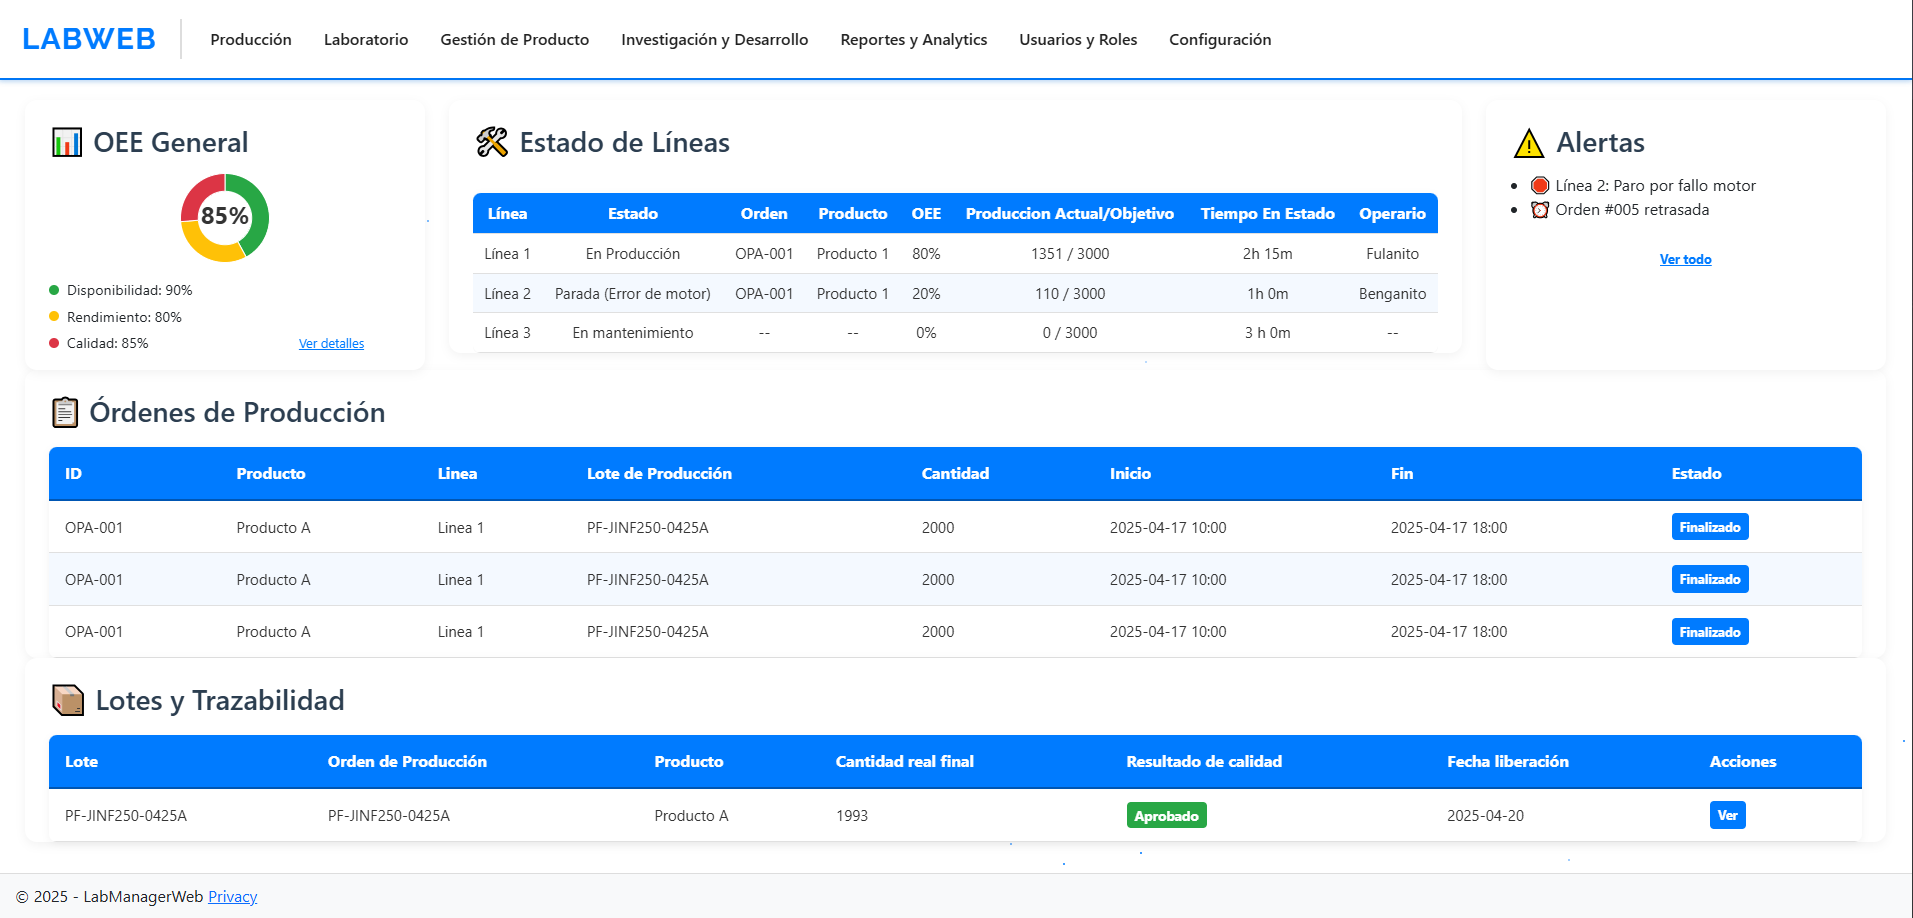 LABWEB
Producción Laboratorio Gestión de Producto Investigación y Desarrollo Reportes y Analytics Usuarios y Roles Configuración
OEE General
85%
Disponibilidad: 90%
Rendimiento: 80%
Calidad: 85%
Ver detalles
Estado de Líneas
Línea Estado Orden Producto OEE Produccion Actual/Objetivo Tiempo En Estado Operario
Línea 1 En Producción OPA-001 Producto 1 80% 1351 / 3000 2h 15m Fulanito
Línea 2 Parada (Error de motor) OPA-001 Producto 1 20% 110 / 3000 1h 0m Benganito
Línea 3 En mantenimiento -- -- 0% 0 / 3000 3 h 0m --
Alertas
Línea 2: Paro por fallo motor
Orden #005 retrasada
Ver todo
Órdenes de Producción
ID Producto Linea Lote de Producción Cantidad Inicio Fin Estado
OPA-001 Producto A Linea 1 PF-JINF250-0425A 2000 2025-04-17 10:00 2025-04-17 18:00 Finalizado
OPA-001 Producto A Linea 1 PF-JINF250-0425A 2000 2025-04-17 10:00 2025-04-17 18:00 Finalizado
OPA-001 Producto A Linea 1 PF-JINF250-0425A 2000 2025-04-17 10:00 2025-04-17 18:00 Finalizado
Lotes y Trazabilidad
Lote Orden de Producción Producto Cantidad real final Resultado de calidad Fecha liberación Acciones
PF-JINF250-0425A PF-JINF250-0425A Producto A 1993 Aprobado 2025-04-20 Ver
© 2025 - LabManagerWeb Privacy